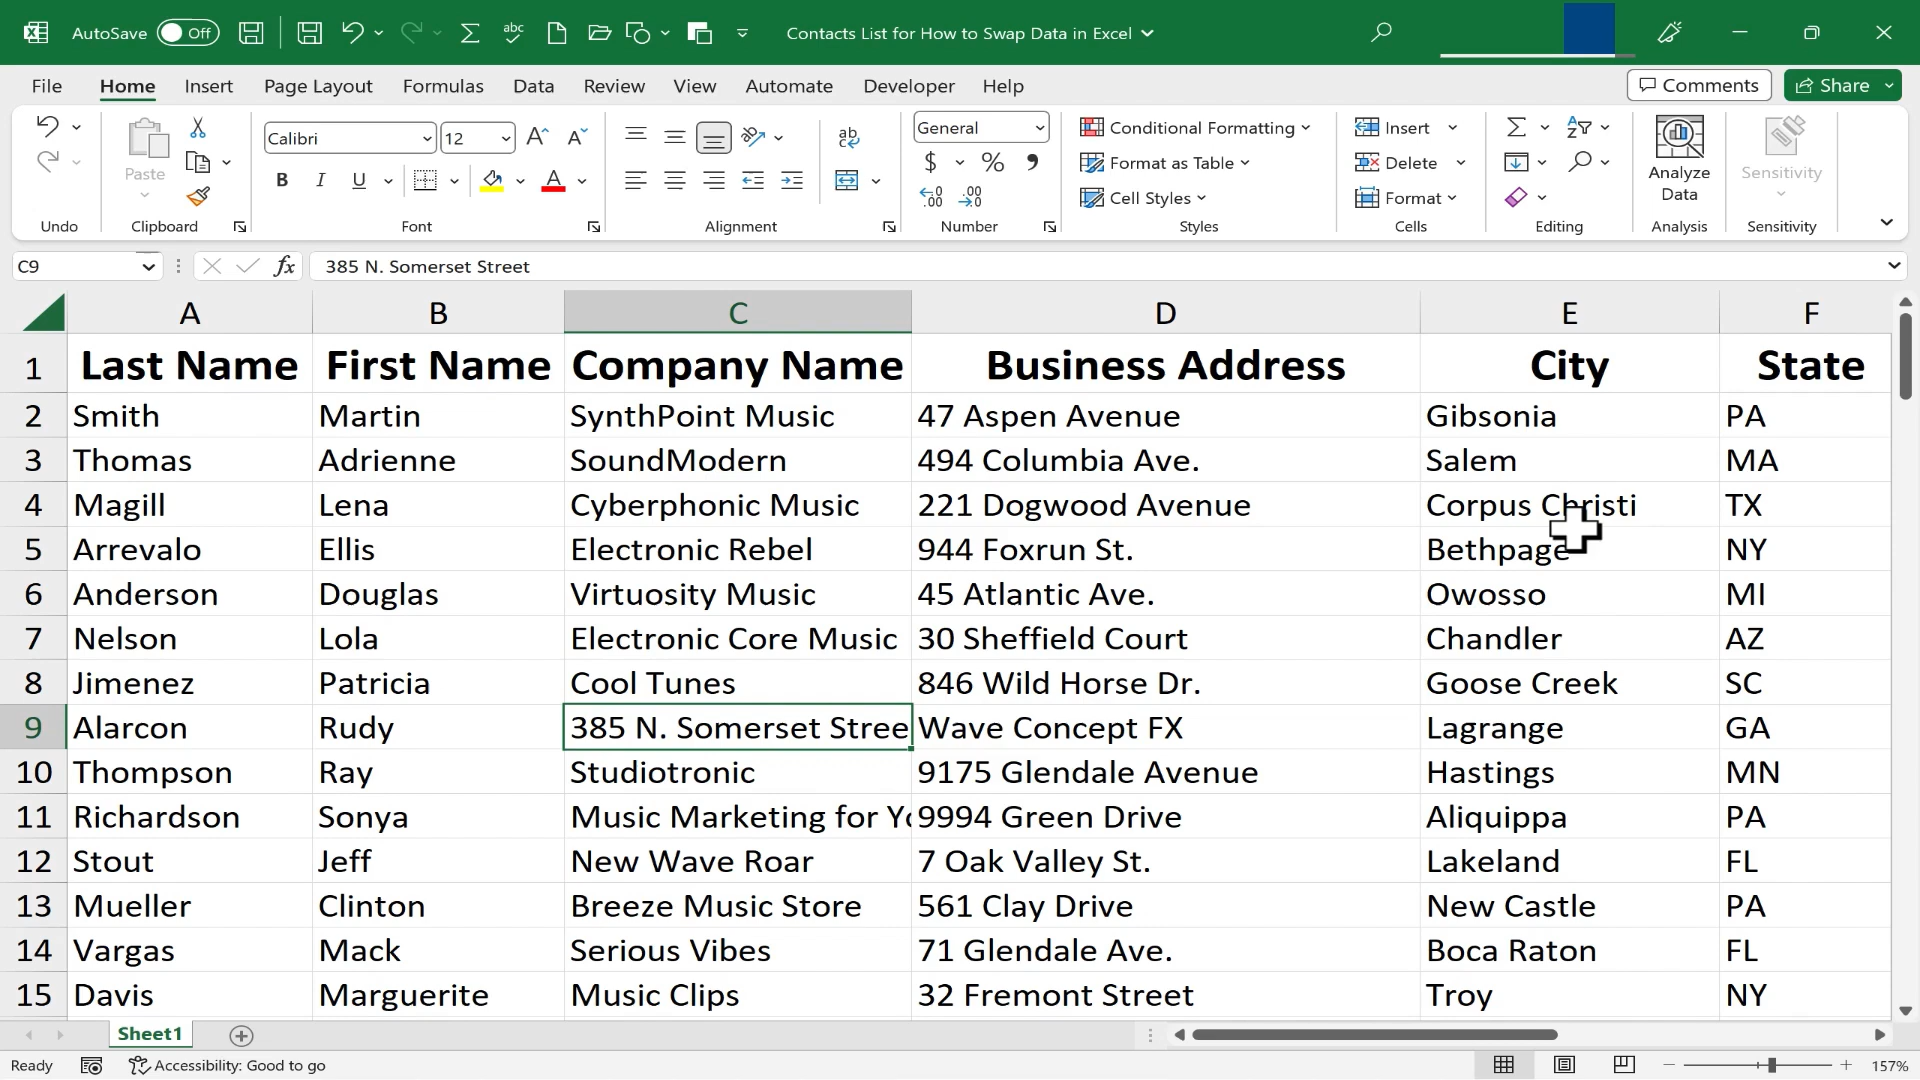 AutoSave Off Contacts List for How to Swap Data in Excel
File Home Insert Page Layout Formulas Data Review View Automate Developer Help Comments Share
Calibri 12 General Conditional Formatting Insert
Paste Format as Table Delete Analyze Data Sensitivity
B I U A $ % Cell Styles Format
Undo Clipboard Font Alignment Number Styles Cells Editing Analysis Sensitivity
C9 fx 385 N. Somerset Street
A B C D E F
1 Last Name First Name Company Name Business Address City State
2 Smith Martin SynthPoint Music 47 Aspen Avenue Gibsonia PA
3 Thomas Adrienne SoundModern 494 Columbia Ave. Salem MA
4 Magill Lena Cyberphonic Music 221 Dogwood Avenue Corpus Christi TX
5 Arrevalo Ellis Electronic Rebel 944 Foxrun St. Bethpage NY
6 Anderson Douglas Virtuosity Music 45 Atlantic Ave. Owosso MI
7 Nelson Lola Electronic Core Music 30 Sheffield Court Chandler AZ
8 Jimenez Patricia Cool Tunes 846 Wild Horse Dr. Goose Creek SC
9 Alarcon Rudy 385 N. Somerset Stree Wave Concept FX Lagrange GA
10 Thompson Ray Studiotronic 9175 Glendale Avenue Hastings MN
11 Richardson Sonya Music Marketing for Yo 9994 Green Drive Aliquippa PA
12 Stout Jeff New Wave Roar 7 Oak Valley St. Lakeland FL
13 Mueller Clinton Breeze Music Store 561 Clay Drive New Castle PA
14 Vargas Mack Serious Vibes 71 Glendale Ave. Boca Raton FL
15 Davis Marguerite Music Clips 32 Fremont Street Troy NY
Sheet1
Ready Accessibility: Good to go 157%